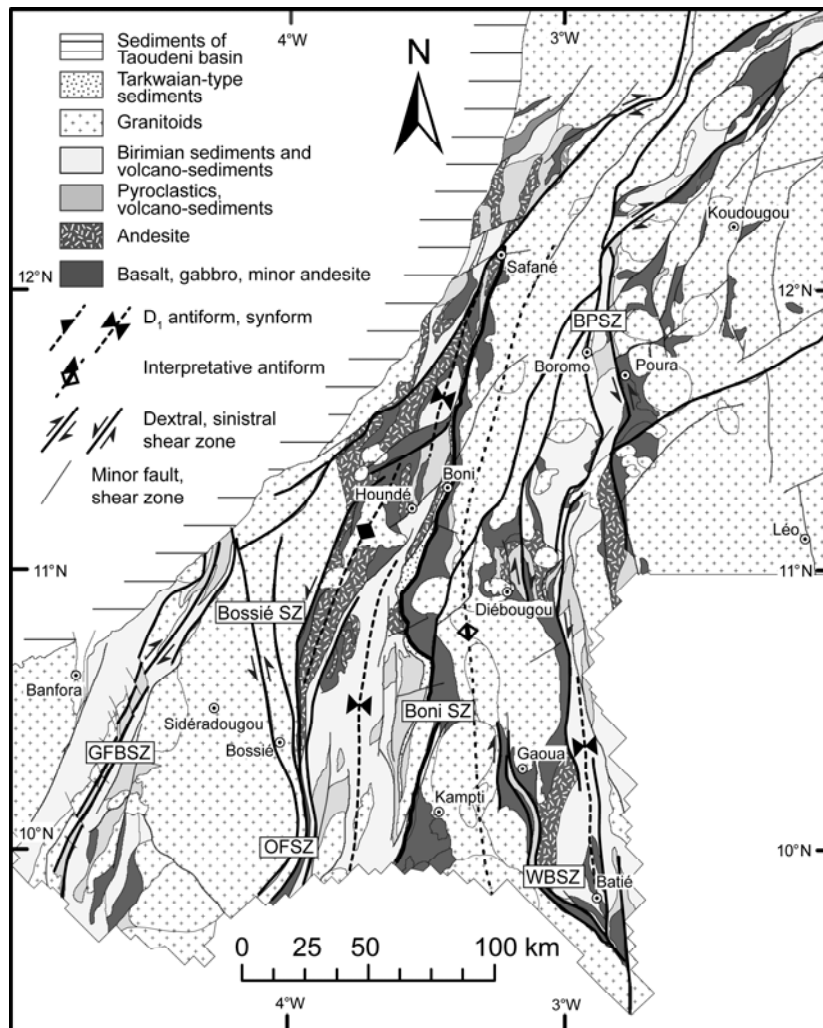 4°W
3°W
N
Sediments of
Taoudeni basin
Tarkwaian-type
sediments
Granitoids
Birimian sediments and
volcano-sediments
Pyroclastics,
volcano-sediments
Andesite
Basalt, gabbro, minor andesite
D1 antiform, synform
Interpretative antiform
Dextral, sinistral
shear zone
Minor fault,
shear zone
Koudougou
Safané
12°N
12°N
BPSZ
Boromo
Poura
Boni
Houndé
Léo
11°N
11°N
Bossié SZ
Diébougou
Banfora
Sidéradougou
Boni SZ
GFBSZ
Bossié
Gaoua
Kampti
10°N
10°N
OFSZ
WBSZ
Batié
0 25 50 100 km
4°W
3°W